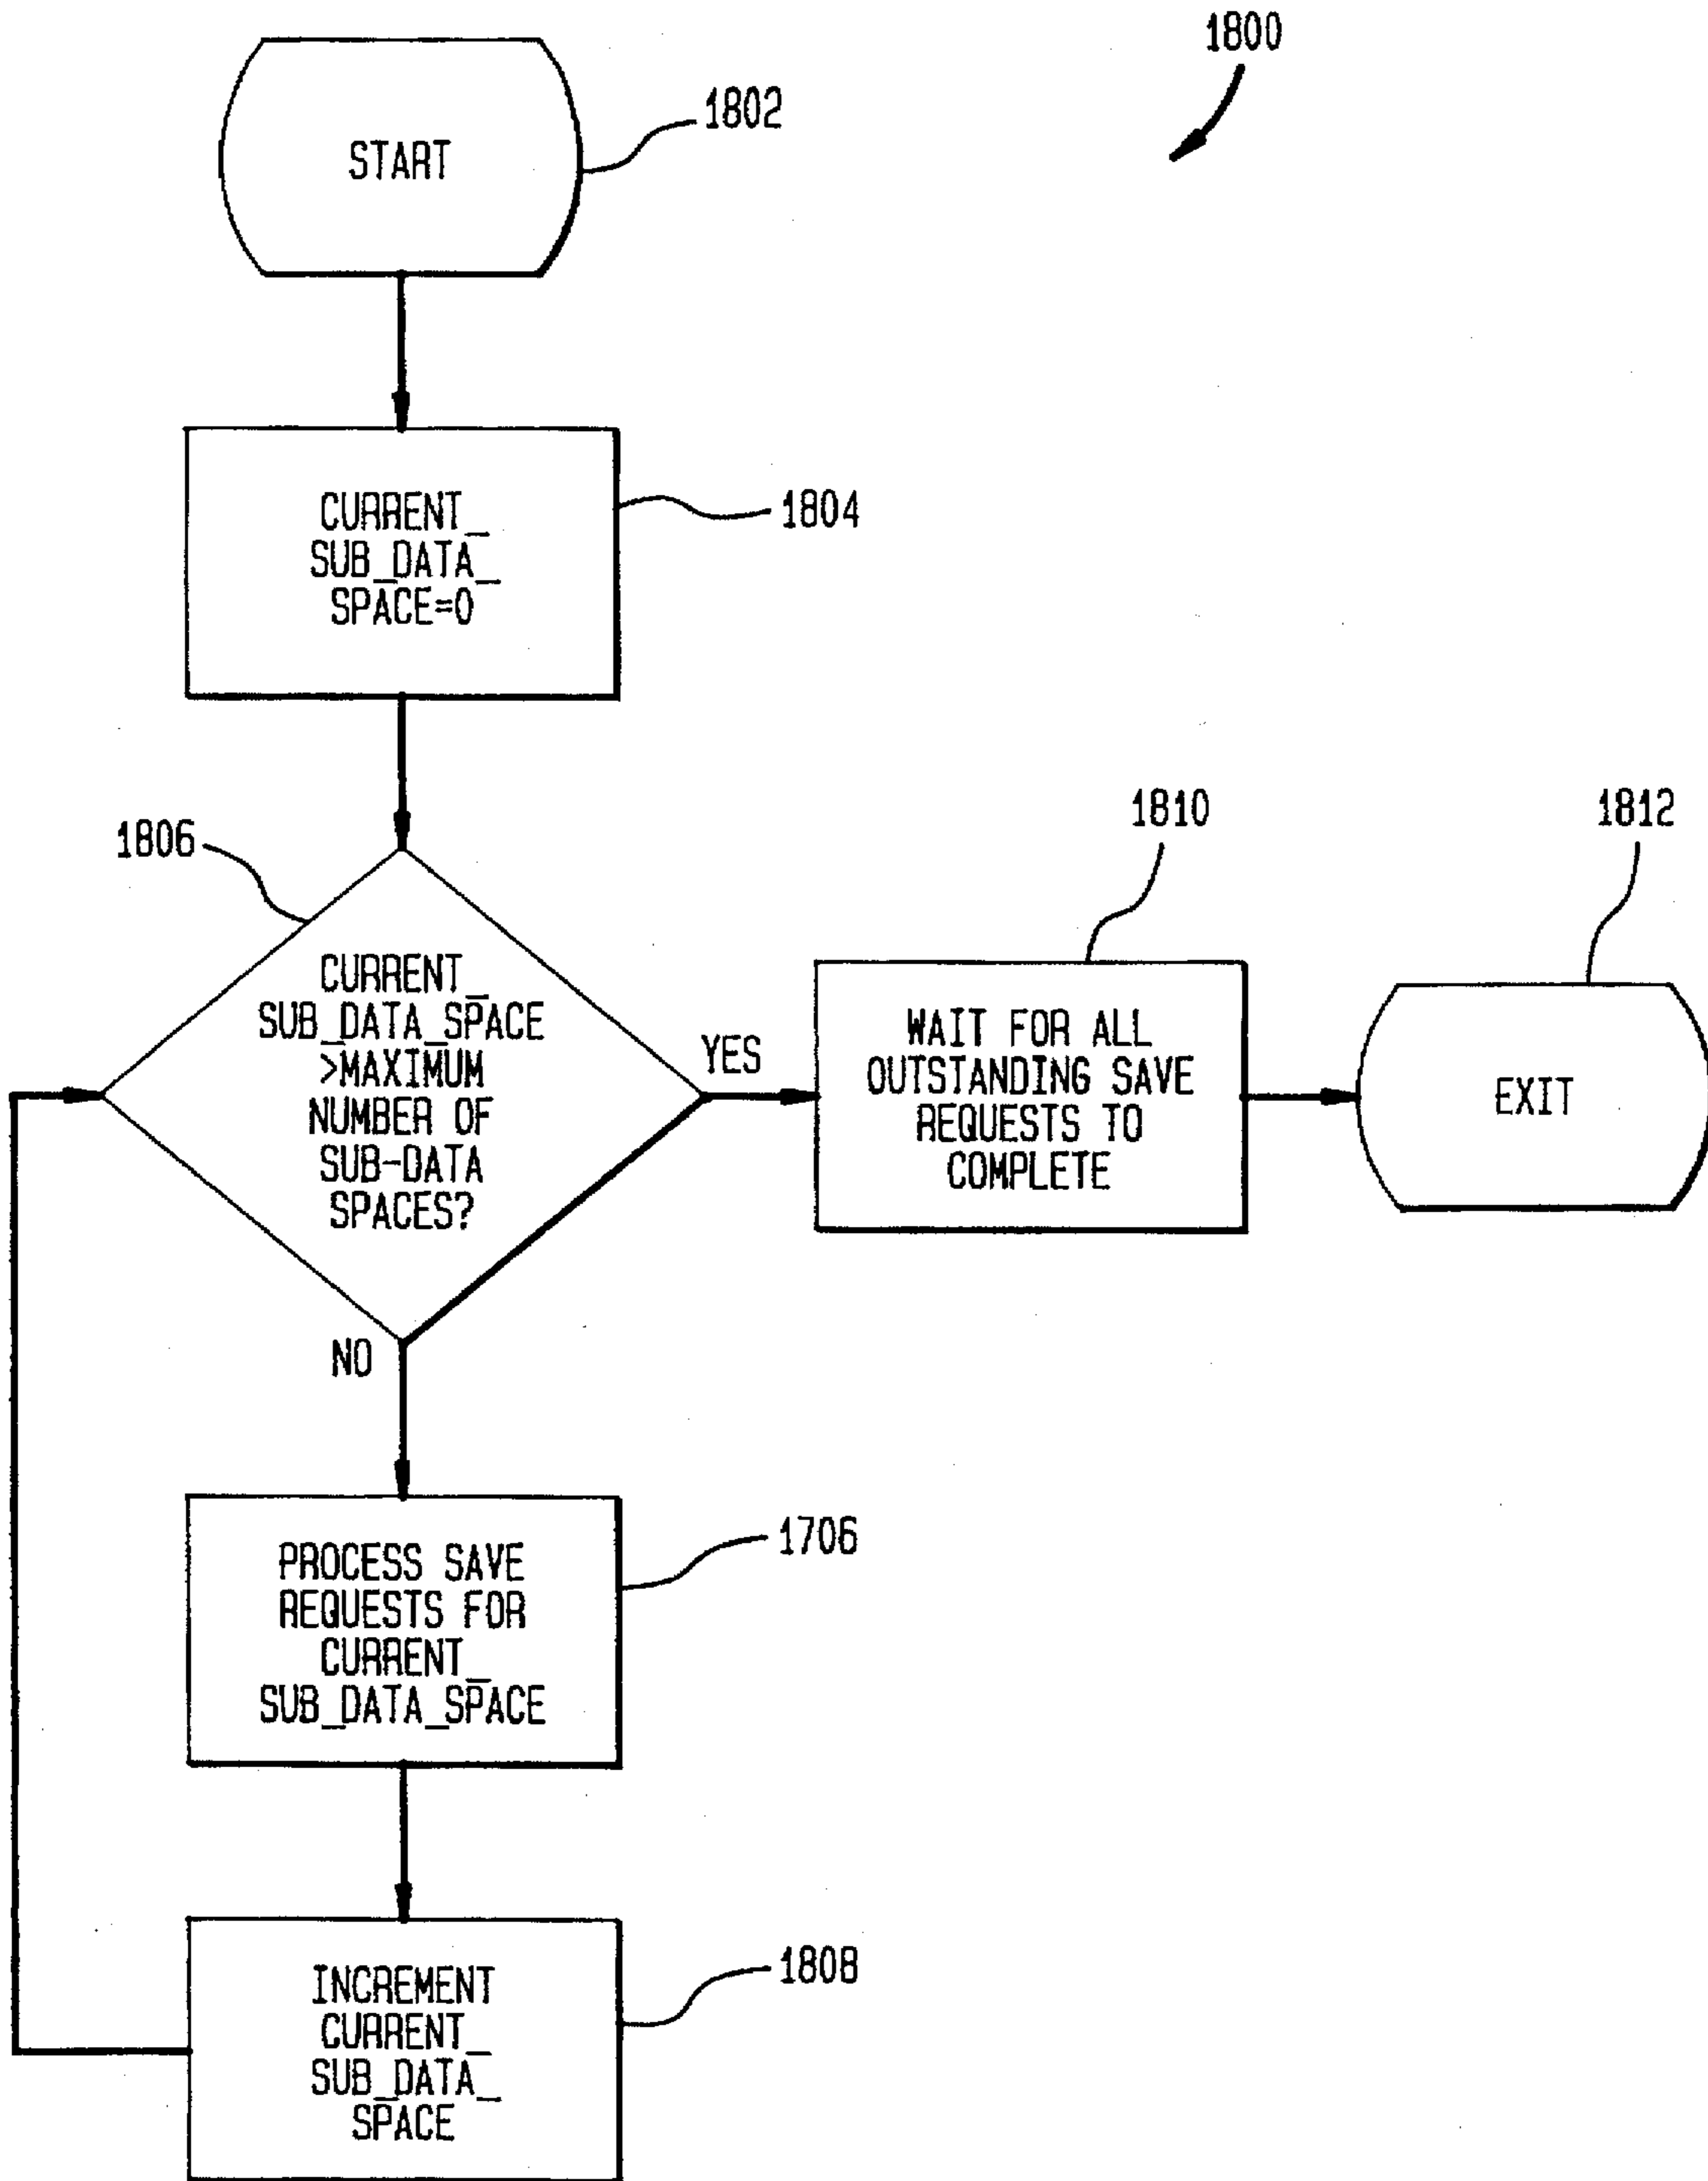 1800
1802
START
1804
CURRENT_
SUB_DATA_
SPACE=0
1806
CURRENT_
SUB_DATA_SPACE
>MAXIMUM
NUMBER OF
SUB-DATA
SPACES?
YES
NO
1810
WAIT FOR ALL
OUTSTANDING SAVE
REQUESTS TO
COMPLETE
1812
EXIT
1706
PROCESS SAVE
REQUESTS FOR
CURRENT_
SUB_DATA_SPACE
1808
INCREMENT
CURRENT_
SUB_DATA_
SPACE